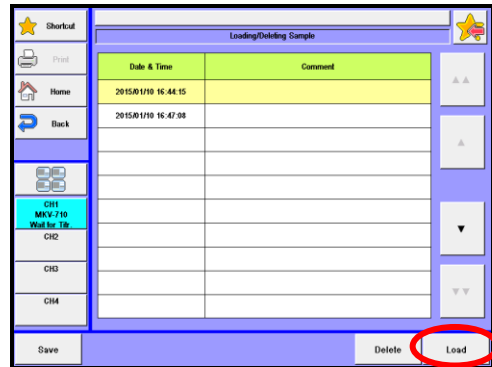 Shortcut
Print
Home
Back
CH1
MKV-710
Wait for Titr.
CH2
CH3
CH4
Save
Loading/Deleting Sample
Date & Time Comment
2015/01/10 16:44:15
2015/01/10 16:47:08
Delete Load